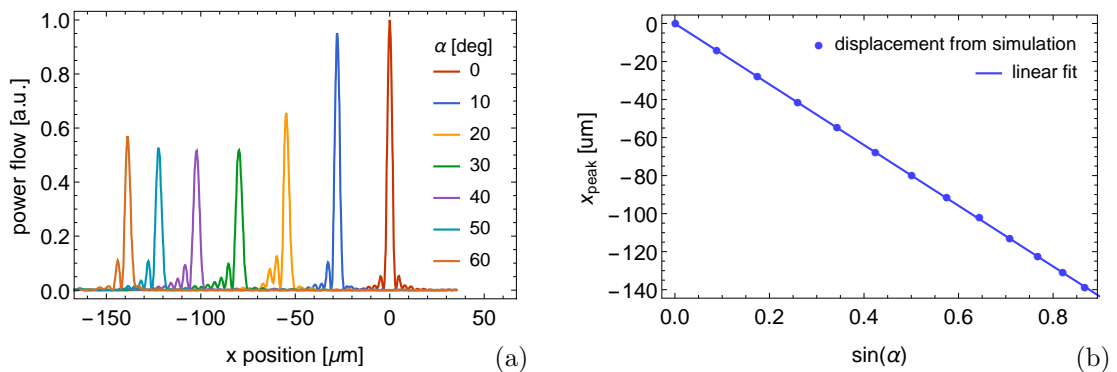 1.0
0.8
0.6
0.4
0.2
0.0
power flow [a.u.]
α [deg]
0
10
20
30
40
50
60
−150 −100 −50 0 50
x position [μm]
(a)
0
−20
−40
−60
−80
−100
−120
−140
xpeak [um]
displacement from simulation
linear fit
0.0 0.2 0.4 0.6 0.8
sin(α)
(b)